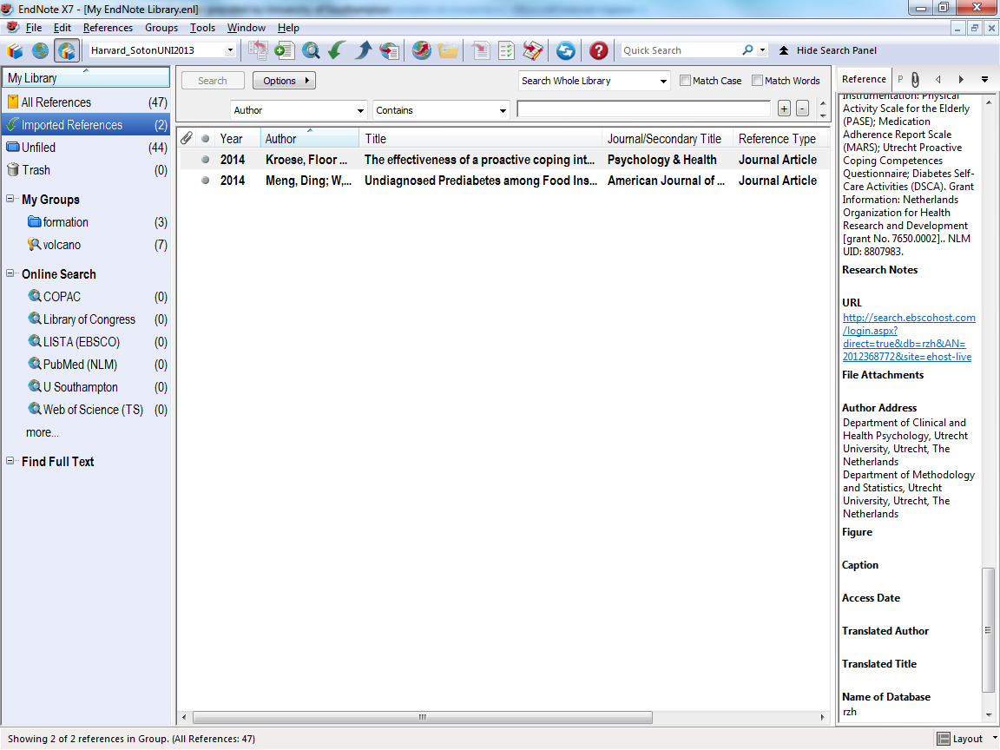 EndNote X7 - [My EndNote Library.enl]
File Edit References Groups Tools Window Help
Harvard_SotonUNI2013
Quick Search
Hide Search Panel
My Library
All References (47)
Imported References (2)
Unfiled (44)
Trash (0)
My Groups
formation (3)
volcano (7)
Online Search
COPAC (0)
Library of Congress (0)
LISTA (EBSCO) (0)
PubMed (NLM) (0)
U Southampton (0)
Web of Science (TS) (0)
more...
Find Full Text
Search Options Search Whole Library Match Case Match Words
Author Contains + -
Year Author Title Journal/Secondary Title Reference Type
2014 Kroese, Floor ... The effectiveness of a proactive coping int... Psychology & Health Journal Article
2014 Meng, Ding; W,... Undiagnosed Prediabetes among Food Ins... American Journal of ... Journal Article
Reference P
Instrumentation: Physical
Activity Scale for the Elderly
(PASE); Medication
Adherence Report Scale
(MARS); Utrecht Proactive
Coping Competences
Questionnaire; Diabetes Self-
Care Activities (DSCA). Grant
Information: Netherlands
Organization for Health
Research and Development
[grant No. 7650.0002].. NLM
UID: 8807983.
Research Notes
URL
http://search.ebscohost.com
/login.aspx?
direct=true&db=rzh&AN=
2012368772&site=ehost-live
File Attachments
Author Address
Department of Clinical and
Health Psychology, Utrecht
University, Utrecht, The
Netherlands
Department of Methodology
and Statistics, Utrecht
University, Utrecht, The
Netherlands
Figure
Caption
Access Date
Translated Author
Translated Title
Name of Database
rzh
Showing 2 of 2 references in Group. (All References: 47)
Layout